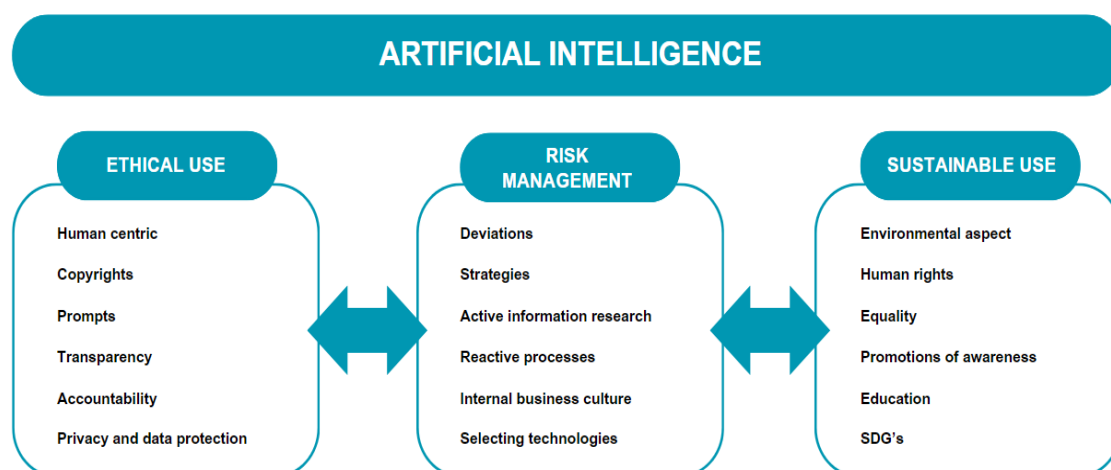 ARTIFICIAL INTELLIGENCE
ETHICAL USE
Human centric
Copyrights
Prompts
Transparency
Accountability
Privacy and data protection
RISK
MANAGEMENT
Deviations
Strategies
Active information research
Reactive processes
Internal business culture
Selecting technologies
SUSTAINABLE USE
Environmental aspect
Human rights
Equality
Promotions of awareness
Education
SDG's